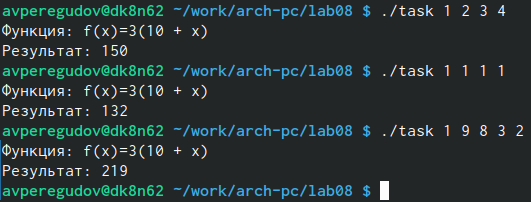 avperegudov@dk8n62 ~/work/arch-pc/lab08 $ ./task 1 2 3 4
Функция: f(x)=3(10 + x)
Результат: 150
avperegudov@dk8n62 ~/work/arch-pc/lab08 $ ./task 1 1 1 1
Функция: f(x)=3(10 + x)
Результат: 132
avperegudov@dk8n62 ~/work/arch-pc/lab08 $ ./task 1 9 8 3 2
Функция: f(x)=3(10 + x)
Результат: 219
avperegudov@dk8n62 ~/work/arch-pc/lab08 $